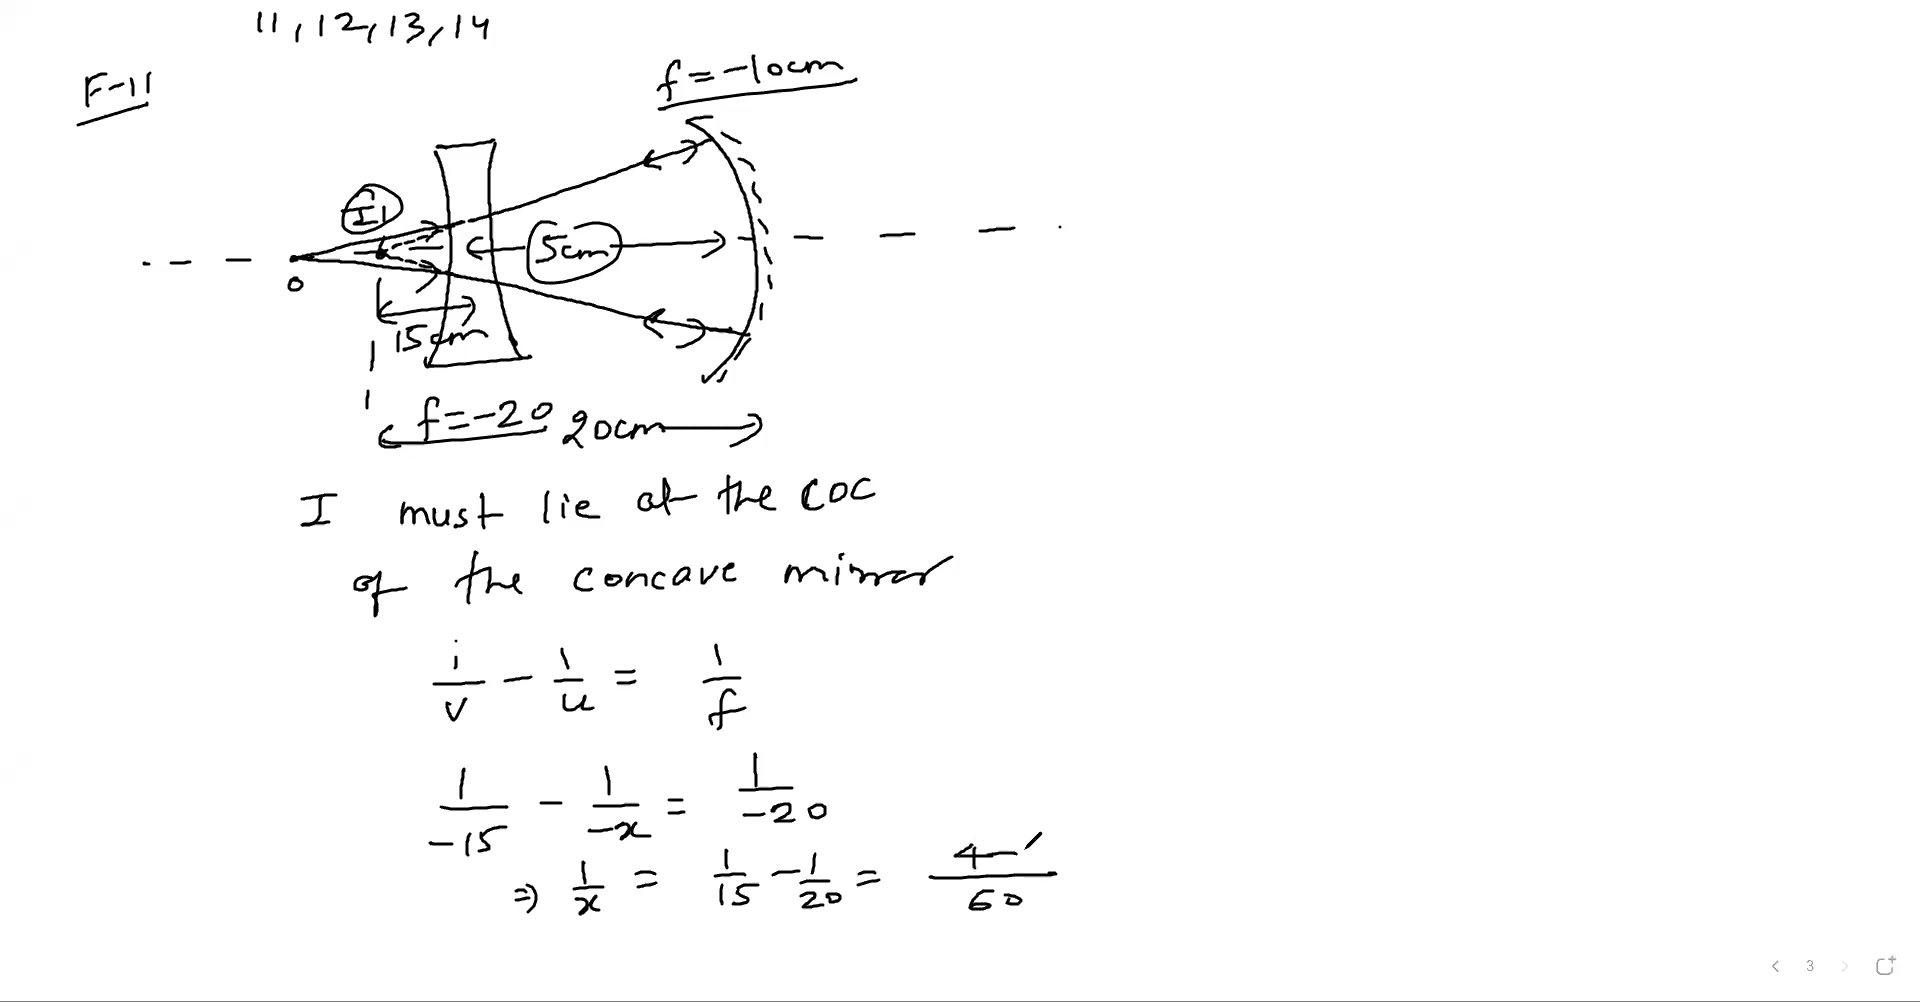 11, 12, 13, 14
F-11
f = -10cm
I1
5cm
O
15cm
f = -20
20cm
I must lie at the COC
of the concave mirror
1/v - 1/u = 1/f
1/-15 - 1/-x = 1/-20
⇒ 1/x = 1/15 - 1/20 = 4-/60
3